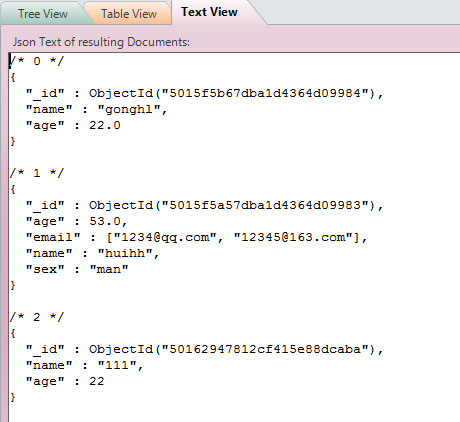 Tree View Table View Text View
Json Text of resulting Documents:
/* 0 */
{
  "_id" : ObjectId("5015f5b67dba1d4364d09984"),
  "name" : "gonghl",
  "age" : 22.0
}
/* 1 */
{
  "_id" : ObjectId("5015f5a57dba1d4364d09983"),
  "age" : 53.0,
  "email" : ["1234@qq.com", "12345@163.com"],
  "name" : "huihh",
  "sex" : "man"
}
/* 2 */
{
  "_id" : ObjectId("50162947812cf415e88dcaba"),
  "name" : "111",
  "age" : 22
}